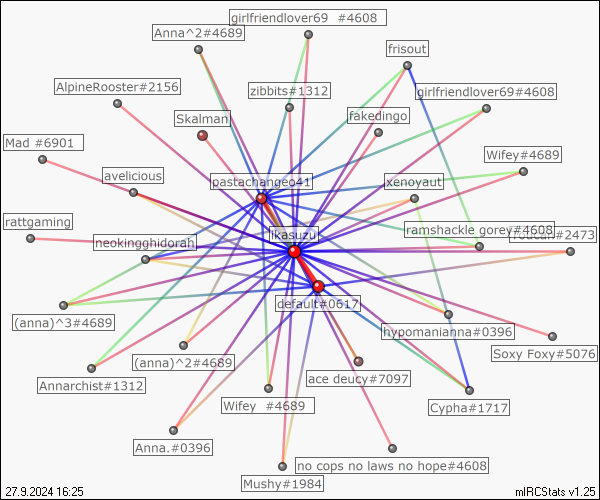 girlfriendlover69  #4608
Anna^2#4689
frisout
AlpineRooster#2156
zibbits#1312
girlfriendlover69#4608
Skalman
fakedingo
Mad #6901
Wifey#4689
avelicious
pastachangeo41
xenoyaut
rattgaming
ikasuzu
ramshackle gorey#4608
#2473
neokingghidorah
default#0617
(anna)^3#4689
hypomanianna#0396
Soxy Foxy#5076
(anna)^2#4689
ace deucy#7097
Annarchist#1312
Wifey  #4689
Cypha#1717
Anna.#0396
no cops no laws no hope#4608
Mushy#1984
27.9.2024 16:25
mIRCStats v1.25